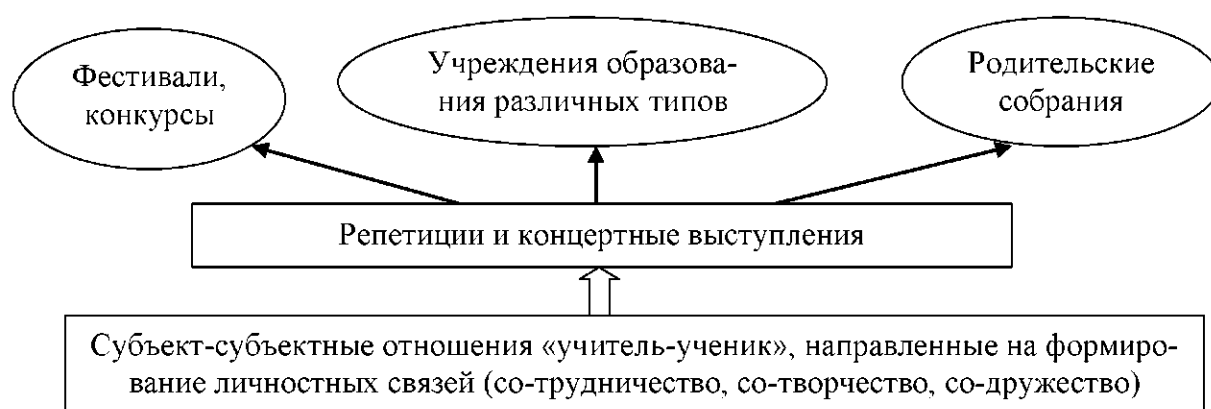 Фестивали,
конкурсы
Учреждения образова-
ния различных типов
Родительские
собрания
Репетиции и концертные выступления
Субъект-субъектные отношения «учитель-ученик», направленные на формиро-
вание личностных связей (со-трудничество, со-творчество, со-дружество)